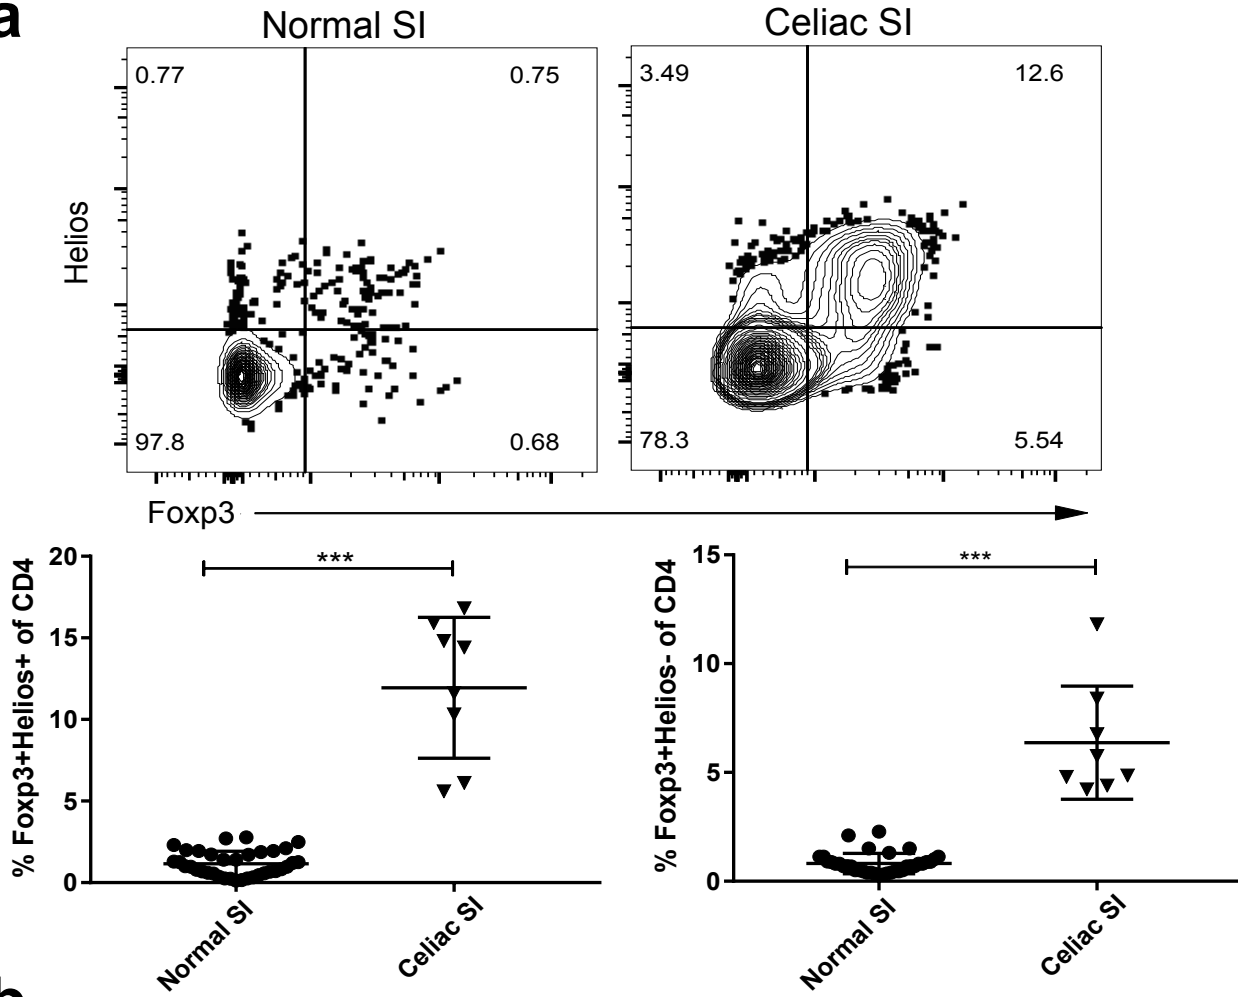 a
Normal SI
Celiac SI
0.77
0.75
3.49
12.6
Helios
97.8
0.68
78.3
5.54
Foxp3
% Foxp3+Helios+ of CD4
20
15
10
5
0
***
Normal SI
Celiac SI
% Foxp3+Helios- of CD4
15
10
5
0
***
Normal SI
Celiac SI
b